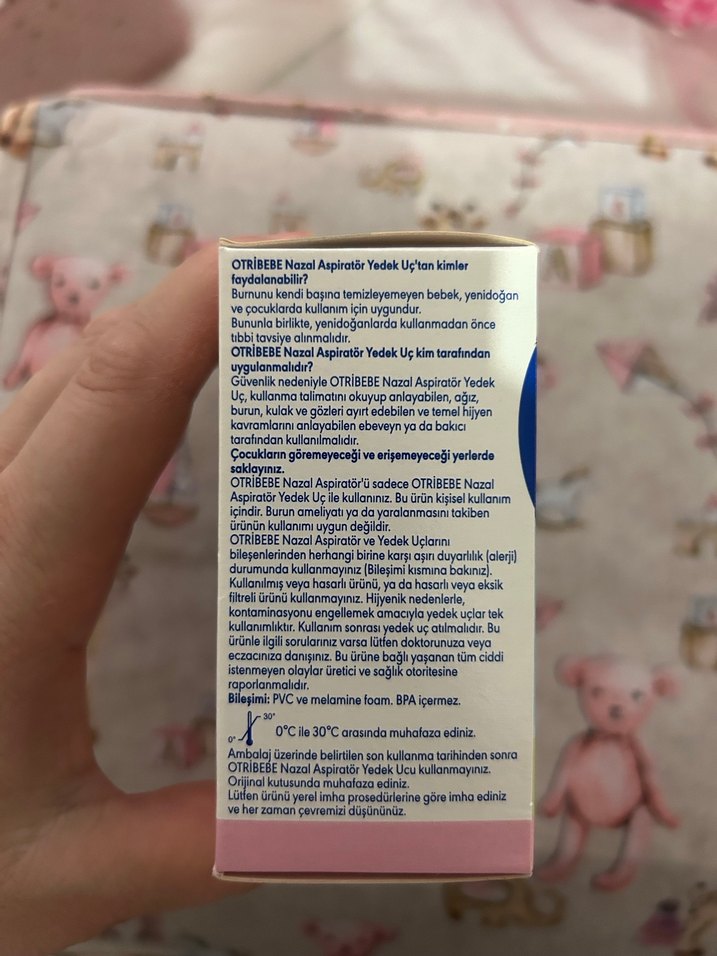 OTRİBEBE Nazal Aspiratör Yedek Uç'tan kimler
faydalanabilir?
Burnunu kendi başına temizleyemeyen bebek, yenidoğan
ve çocuklarda kullanım için uygundur.
Bununla birlikte, yenidoğanlarda kullanmadan önce
tıbbi tavsiye alınmalıdır.
OTRİBEBE Nazal Aspiratör Yedek Uç kim tarafından
uygulanmalıdır?
Güvenlik nedeniyle OTRİBEBE Nazal Aspiratör Yedek
Uç, kullanma talimatını okuyup anlayabilen, ağız,
burun, kulak ve gözleri ayırt edebilen ve temel hijyen
kavramlarını anlayabilen ebeveyn ya da bakıcı
tarafından kullanılmalıdır.
Çocukların göremeyeceği ve erişemeyeceği yerlerde
saklayınız.
OTRİBEBE Nazal Aspiratör'ü sadece OTRİBEBE Nazal
Aspiratör Yedek Uç ile kullanınız. Bu ürün kişisel kullanım
içindir. Burun ameliyatı ya da yaralanmasını takiben
ürünün kullanımı uygun değildir.
OTRİBEBE Nazal Aspiratör ve Yedek Uçlarını
bileşenlerinden herhangi birine karşı aşırı duyarlılık (alerji)
durumunda kullanmayınız (Bileşimi kısmına bakınız).
Kullanılmış veya hasarlı ürünü, ya da hasarlı veya eksik
filtreli ürünü kullanmayınız. Hijyenik nedenlerle,
kontaminasyonu engellemek amacıyla yedek uçlar tek
kullanımlıktır. Kullanım sonrası yedek uç atılmalıdır. Bu
ürünle ilgili sorularınız varsa lütfen doktorunuza veya
eczacınıza danışınız. Bu ürüne bağlı yaşanan tüm ciddi
istenmeyen olaylar üretici ve sağlık otoritesine
raporlanmalıdır.
Bileşimi: PVC ve melamine foam. BPA içermez.
30°
0° 0°C ile 30°C arasında muhafaza ediniz.
Ambalaj üzerinde belirtilen son kullanma tarihinden sonra
OTRİBEBE Nazal Aspiratör Yedek Ucu kullanmayınız.
Orijinal kutusunda muhafaza ediniz.
Lütfen ürünü yerel imha prosedürlerine göre imha ediniz
ve her zaman çevremizi düşününüz.